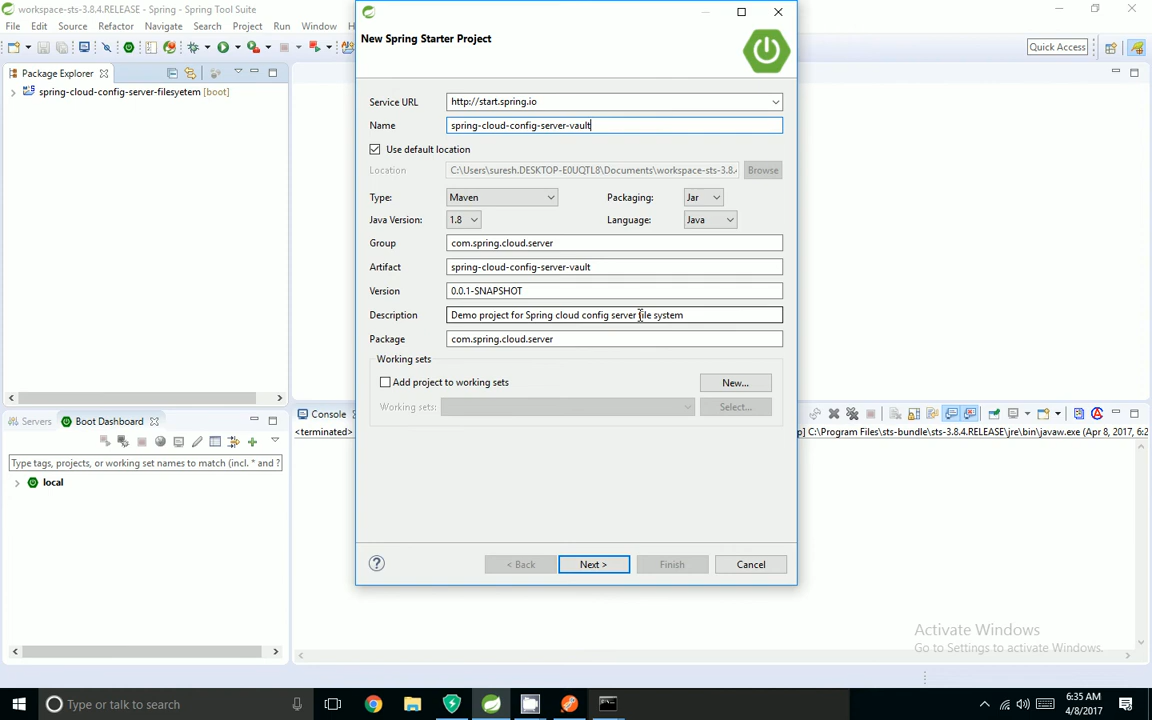 workspace-sts-3.8.4.RELEASE - Spring - Spring Tool Suite
File Edit Source Refactor Navigate Search Project Run Window H
Quick Access
Package Explorer
spring-cloud-config-server-filesyetem [boot]
New Spring Starter Project
Service URL http://start.spring.io
Name spring-cloud-config-server-vault
Use default location
Location C:\Users\suresh.DESKTOP-E0UQTL8\Documents\workspace-sts-3.8. Browse
Type: Maven Packaging: Jar
Java Version: 1.8 Language: Java
Group com.spring.cloud.server
Artifact spring-cloud-config-server-vault
Version 0.0.1-SNAPSHOT
Description Demo project for Spring cloud config server file system
Package com.spring.cloud.server
Working sets
Add project to working sets New...
Working sets: Select...
? < Back Next > Finish Cancel
Servers Boot Dashboard
Type tags, projects, or working set names to match (incl. * and ?
local
Console
<terminated> p] C:\Program Files\sts-bundle\sts-3.8.4.RELEASE\jre\bin\javaw.exe (Apr 8, 2017, 6:2
Activate Windows
Go to Settings to activate Windows.
Type or talk to search
6:35 AM
4/8/2017